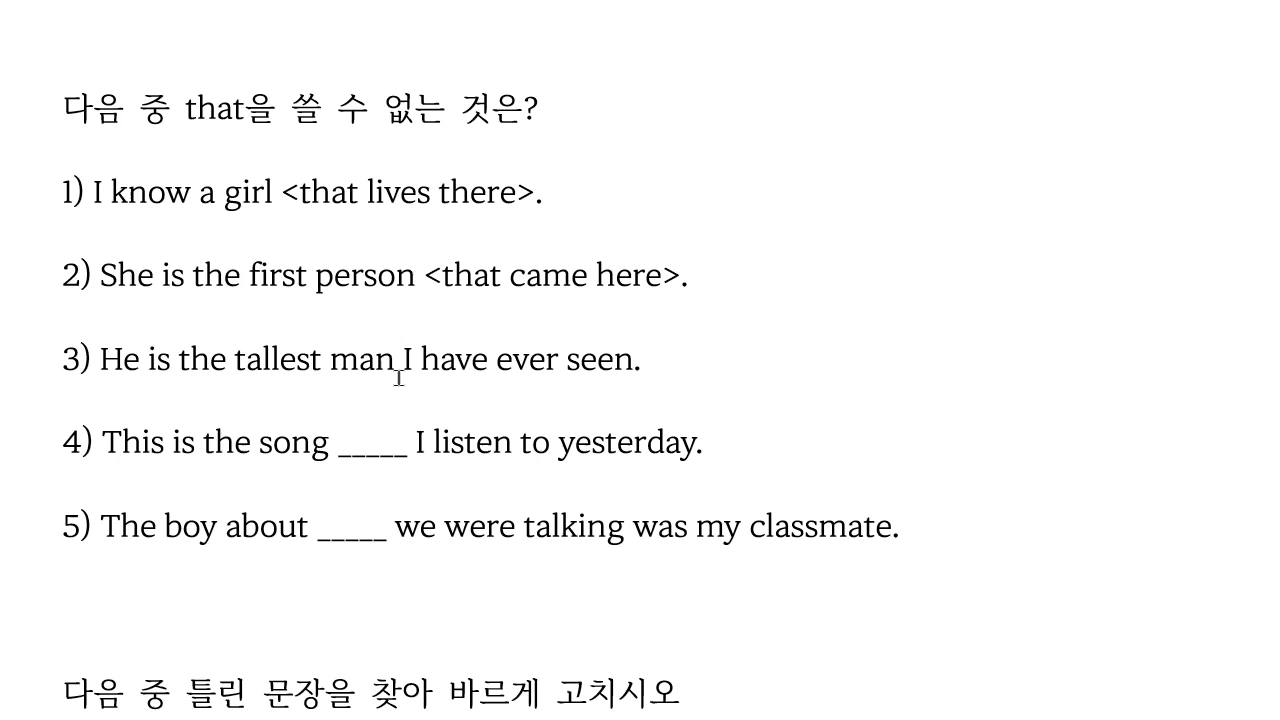 다음 중 that을 쓸 수 없는 것은?
1) I know a girl <that lives there>.
2) She is the first person <that came here>.
3) He is the tallest man I have ever seen.
4) This is the song _____ I listen to yesterday.
5) The boy about _____ we were talking was my classmate.
다음 중 틀린 문장을 찾아 바르게 고치시오